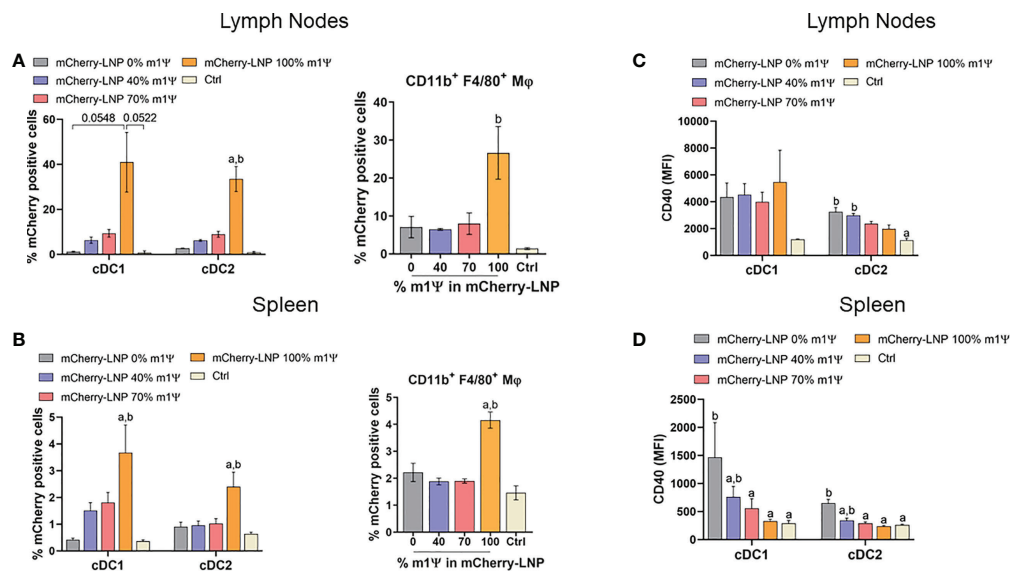 Lymph Nodes
A
mCherry-LNP 0% m1Ψ mCherry-LNP 100% m1Ψ
mCherry-LNP 40% m1Ψ Ctrl
mCherry-LNP 70% m1Ψ
% mCherry positive cells
60
40
20
0
0.0548 0.0522
a,b
cDC1 cDC2
CD11b⁺ F4/80⁺ Mφ
% mCherry positive cells
40
30
20
10
0
b
0 40 70 100 Ctrl
% m1Ψ in mCherry-LNP
Spleen
B
mCherry-LNP 0% m1Ψ mCherry-LNP 100% m1Ψ
mCherry-LNP 40% m1Ψ Ctrl
mCherry-LNP 70% m1Ψ
% mCherry positive cells
5
4
3
2
1
0
a,b
a,b
cDC1 cDC2
CD11b⁺ F4/80⁺ Mφ
% mCherry positive cells
5
4
3
2
1
0
a,b
0 40 70 100 Ctrl
% m1Ψ in mCherry-LNP
Lymph Nodes
C
mCherry-LNP 0% m1Ψ mCherry-LNP 100% m1Ψ
mCherry-LNP 40% m1Ψ Ctrl
mCherry-LNP 70% m1Ψ
CD40 (MFI)
10000
8000
6000
4000
2000
0
b b a
cDC1 cDC2
Spleen
D
mCherry-LNP 0% m1Ψ mCherry-LNP 100% m1Ψ
mCherry-LNP 40% m1Ψ Ctrl
mCherry-LNP 70% m1Ψ
CD40 (MFI)
2500
2000
1500
1000
500
0
b a,b a a a
b a,b a a a
cDC1 cDC2